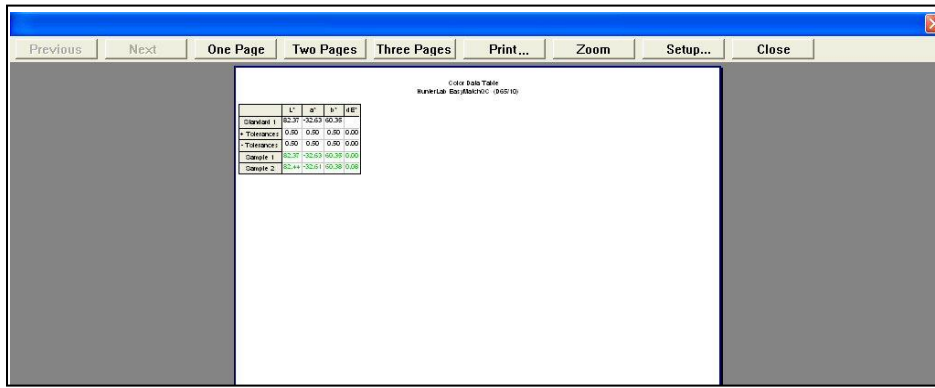 Previous Next One Page Two Pages Three Pages Print... Zoom Setup... Close
Color Data Table
HunterLab EasyMatchQC (D65/10)
L* a* b* dE*
Standard 1 82.37 -32.63 60.35
+ Tolerances 0.50 0.50 0.50 0.00
- Tolerances 0.50 0.50 0.50 0.00
Sample 1 82.37 -32.63 60.35 0.00
Sample 2 82.44 -32.61 60.38 0.08